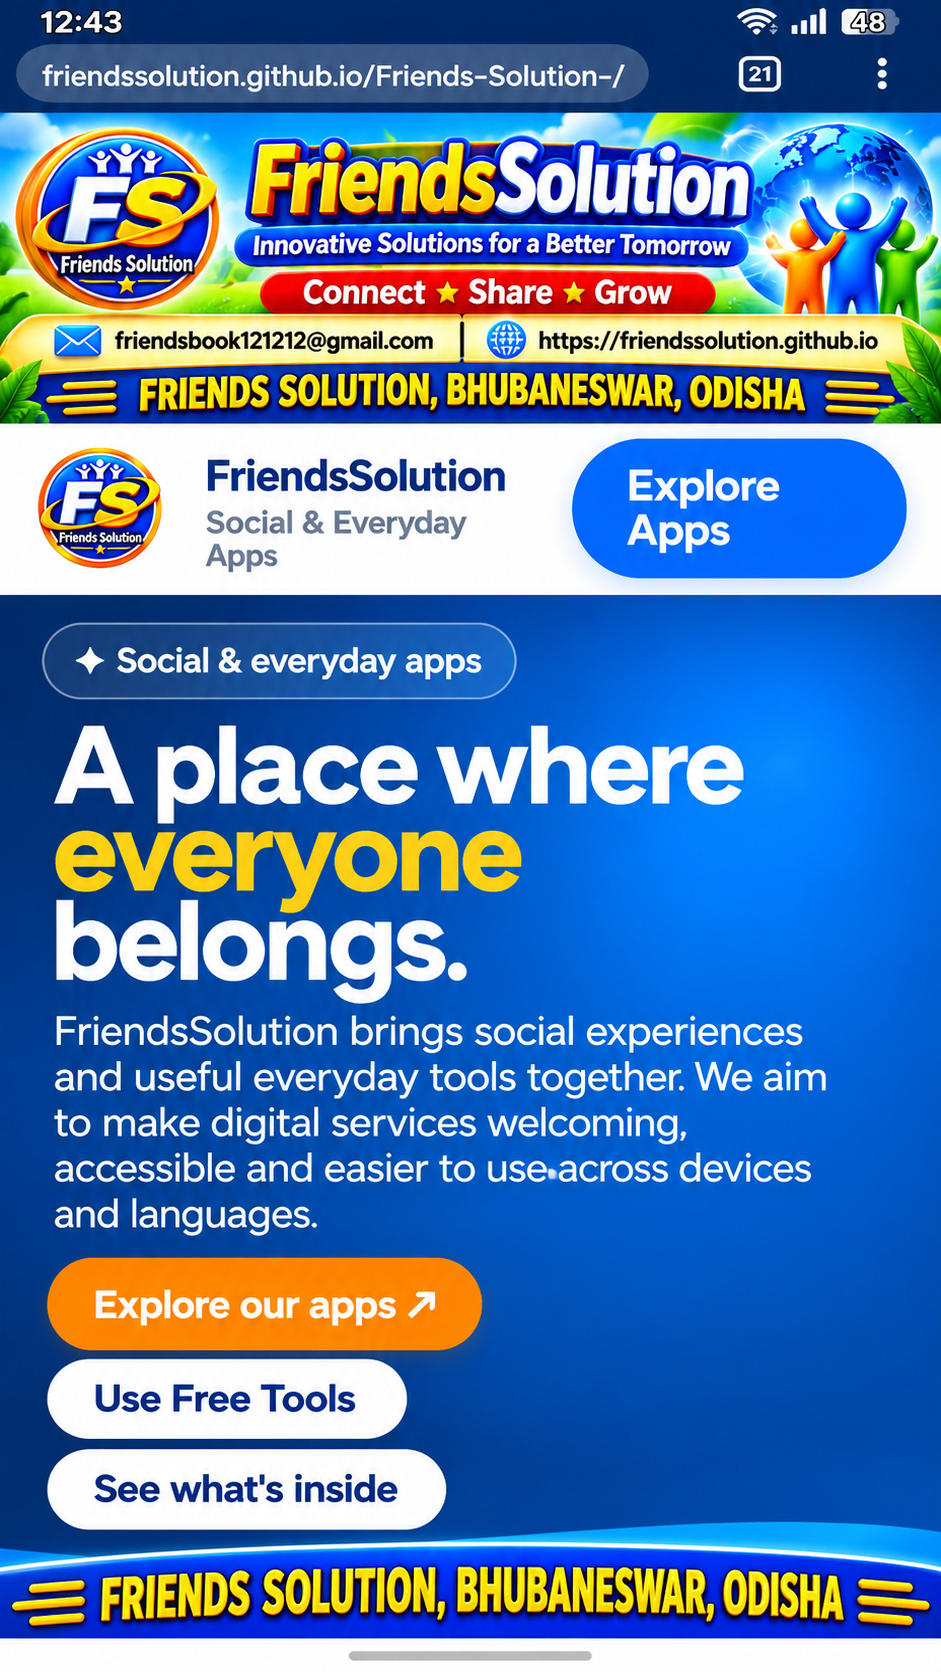 12:43
48
friendssolution.github.io/Friends-Solution-/
21
FS
Friends Solution
FriendsSolution
Innovative Solutions for a Better Tomorrow
Connect ★ Share ★ Grow
friendsbook121212@gmail.com
https://friendssolution.github.io
FRIENDS SOLUTION, BHUBANESWAR, ODISHA
FS
Friends Solution
FriendsSolution
Social & Everyday
Apps
Explore
Apps
✦ Social & everyday apps
A place where
everyone
belongs.
FriendsSolution brings social experiences
and useful everyday tools together. We aim
to make digital services welcoming,
accessible and easier to use across devices
and languages.
Explore our apps ↗
Use Free Tools
See what's inside
FRIENDS SOLUTION, BHUBANESWAR, ODISHA